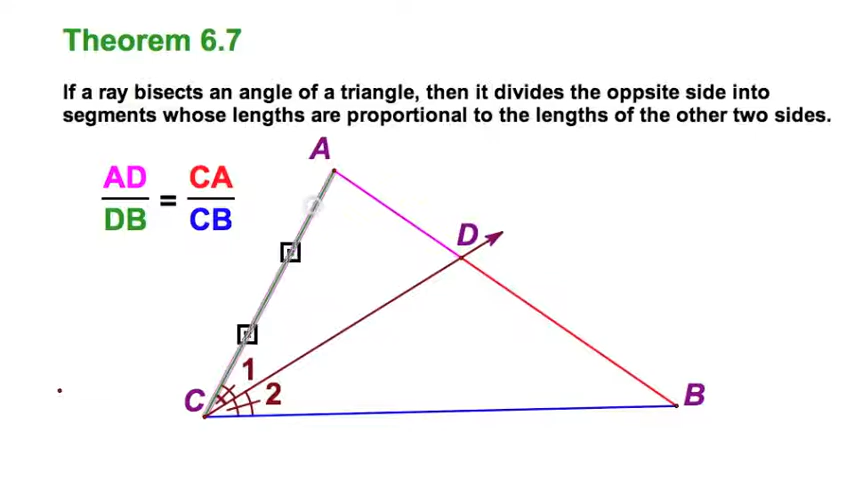 Theorem 6.7
If a ray bisects an angle of a triangle, then it divides the oppsite side into
segments whose lengths are proportional to the lengths of the other two sides.
A
AD = CA
DB CB
D
1
2
C
B